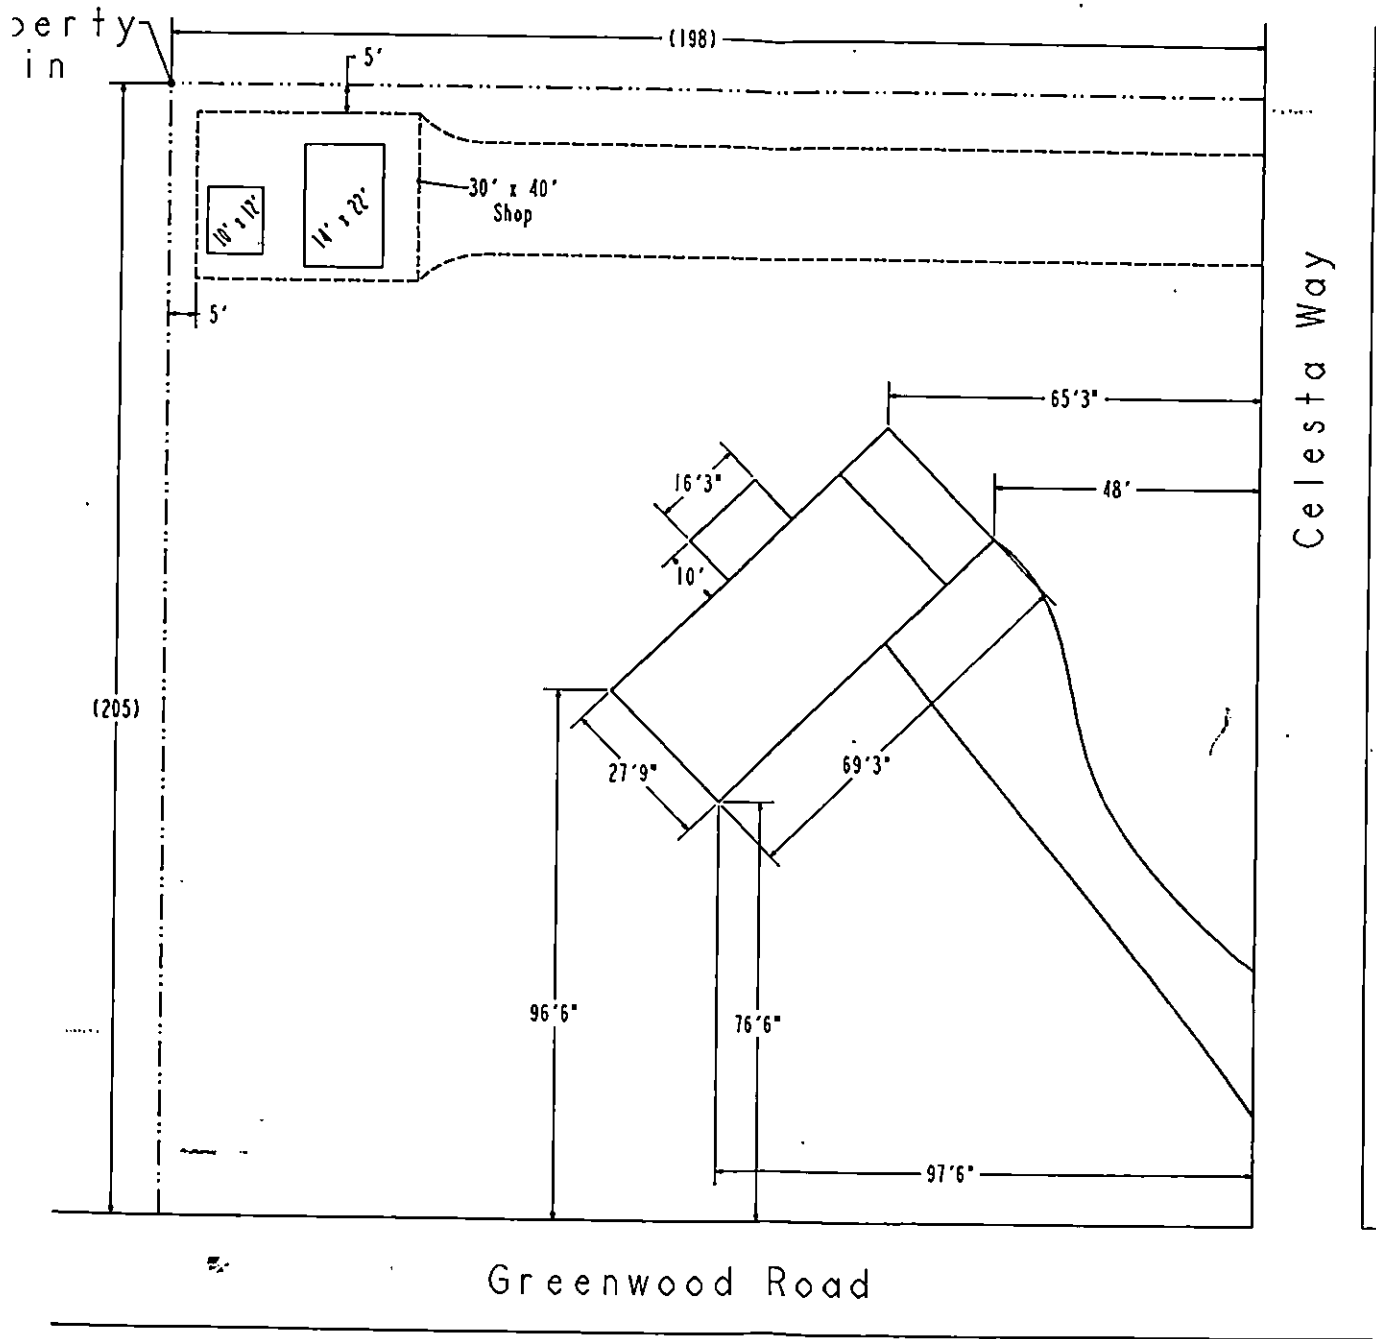 perty
in
(198)
5'
10' x 12'
14' x 22'
30' x 40'
Shop
5'
Celesta Way
65'3"
48'
16'3"
10'
(205)
27'9"
69'3"
96'6"
76'6"
97'6"
Greenwood Road